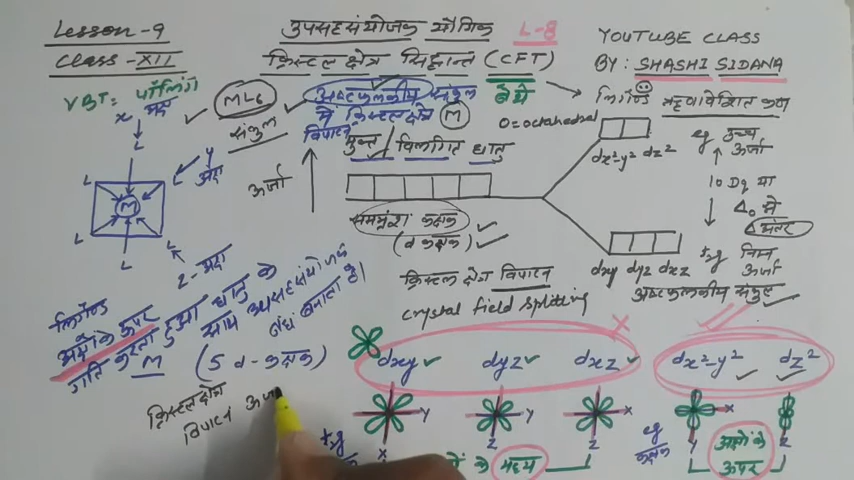 Lesson-9
Class-XII
उपसहसंयोजक यौगिक L-8
क्रिस्टल क्षेत्र सिद्धान्त (CFT)
YOUTUBE CLASS
BY: SHASHI SIDANA
VBT:
x अक्ष
ML6
संकुल
अष्टफलकीय संकुल
में क्रिस्टल क्षेत्र M
विपाटन
बेथे
लिगेण्ड
O=octahedral
मुक्त / विलगित धातु
ऊर्जा
y
अक्ष
L
L
L
M
L
L
L
Z-अक्ष
समभ्रंश कक्षक
(d कक्षक)
क्रिस्टल क्षेत्र विपाटन
crystal field splitting
eg उच्च
ऊर्जा
dx²-y² dz²
10 Dq या
Δo में
अंतर
t2g निम्न
ऊर्जा
dxy dyz dxz
अष्टफलकीय संकुल
लिगेण्ड
अक्षों के ऊपर
गति करता हुआ धातु के
साथ उपसहसंयोजक
बंध बनाता है।
M (5 d-कक्षक)
क्रिस्टल क्षेत्र
विपाटन
dxy dyz dxz dx²-y² dz²
Y X X
X Z Z Y Z
t2g
के मध्य
eg
कक्षक
अक्षों के
ऊपर